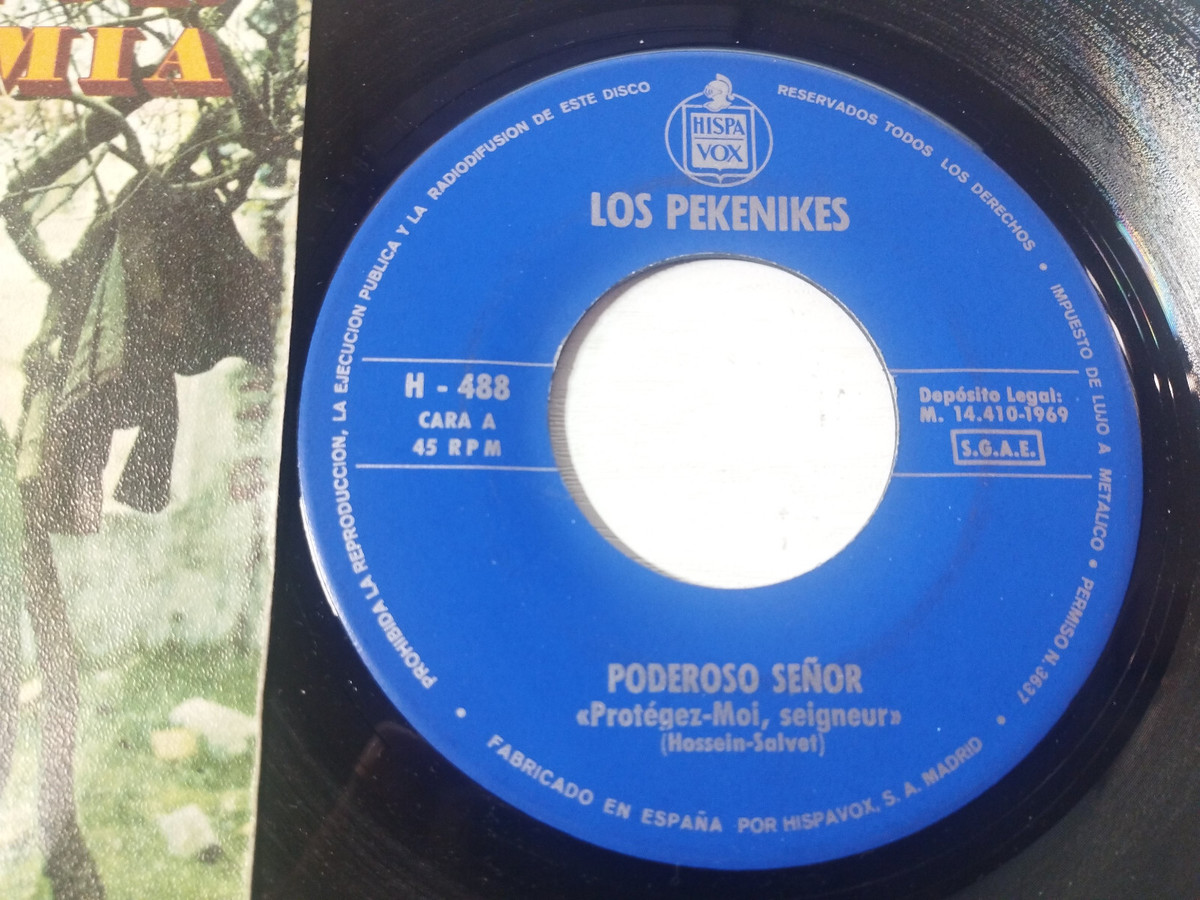 MIA
HISPA
VOX
LOS PEKENIKES
H - 488
CARA A
45 RPM
Depósito Legal:
M. 14.410-1969
S.G.A.E.
PODEROSO SEÑOR
«Protégez-Moi, seigneur»
(Hossein-Salvet)
PROHIBIDA LA REPRODUCCION, LA EJECUCION PUBLICA Y LA RADIODIFUSION DE ESTE DISCO
RESERVADOS TODOS LOS DERECHOS • IMPUESTO DE LUJO A METALICO • PERMISO N. 3637 •
• FABRICADO EN ESPAÑA POR HISPAVOX, S. A. MADRID